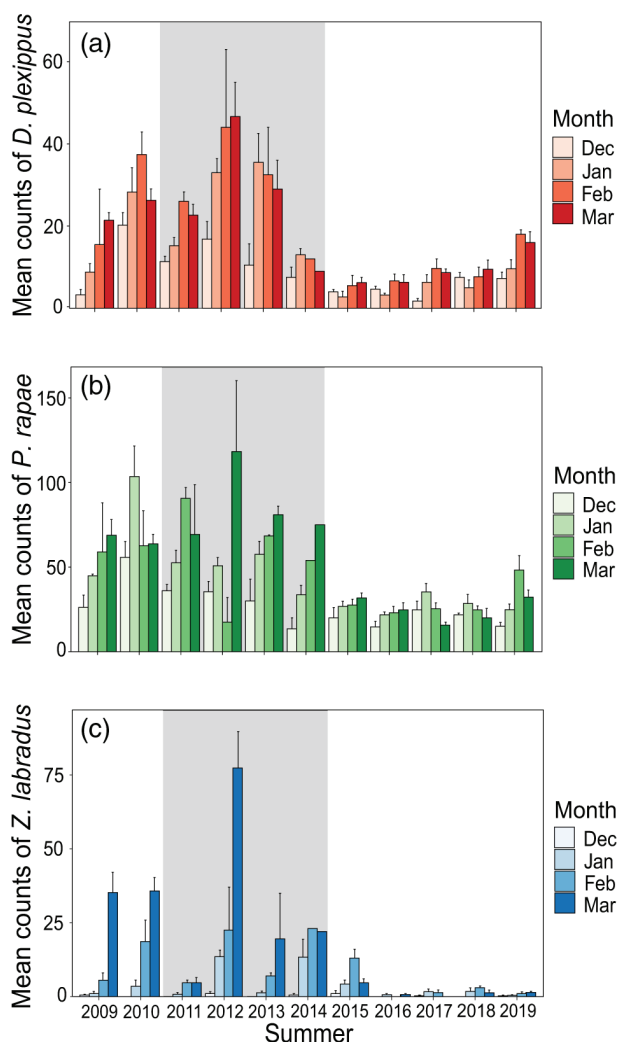 (a)
Mean counts of D. plexippus
60
40
20
0
Month
Dec
Jan
Feb
Mar
(b)
Mean counts of P. rapae
150
100
50
0
Month
Dec
Jan
Feb
Mar
(c)
Mean counts of Z. labradus
75
50
25
0
Month
Dec
Jan
Feb
Mar
2009 2010 2011 2012 2013 2014 2015 2016 2017 2018 2019
Summer